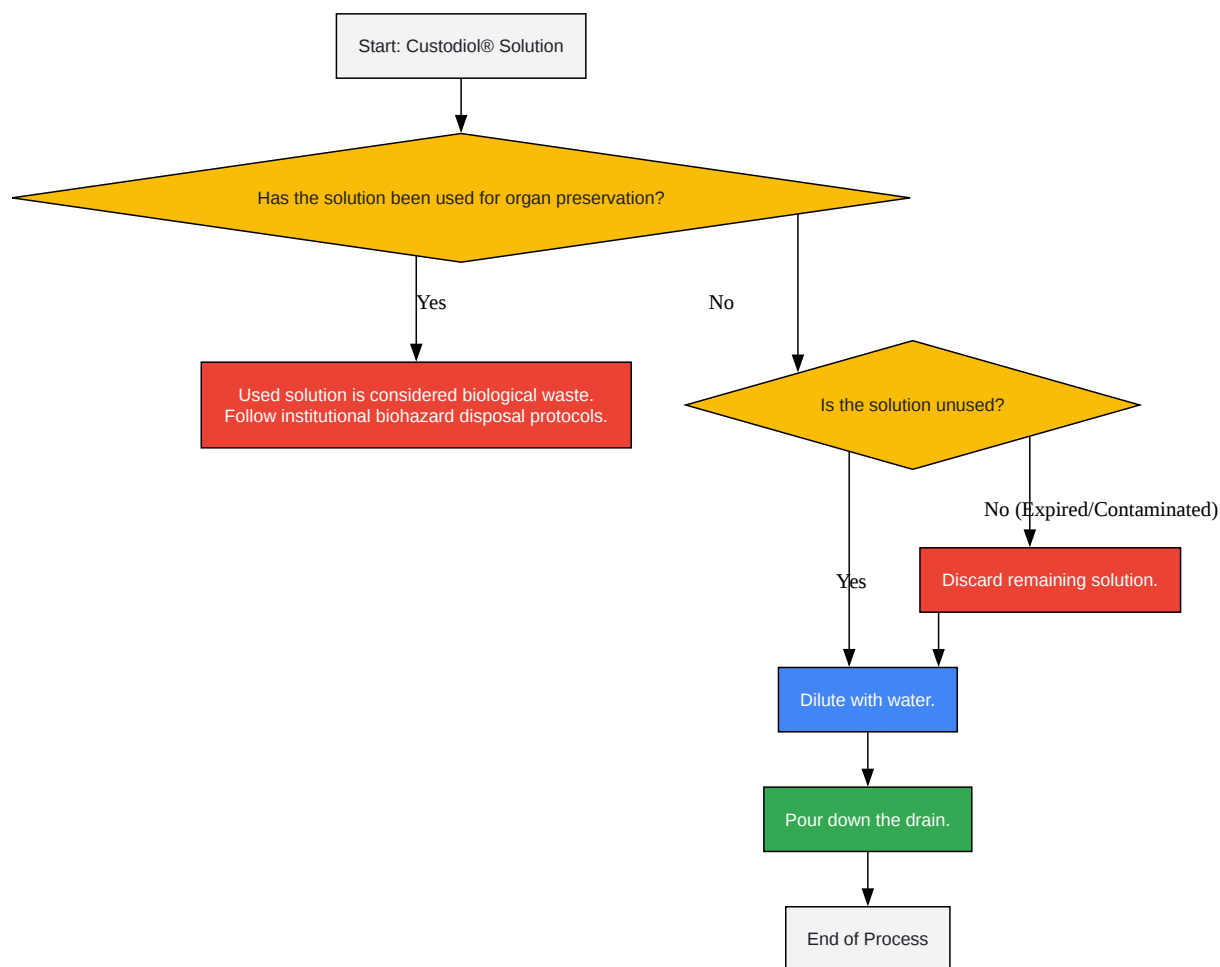 Start: Custodiol® Solution
Has the solution been used for organ preservation?
Yes
No
Used solution is considered biological waste.
Follow institutional biohazard disposal protocols.
Is the solution unused?
No (Expired/Contaminated)
Yes
Discard remaining solution.
Dilute with water.
Pour down the drain.
End of Process